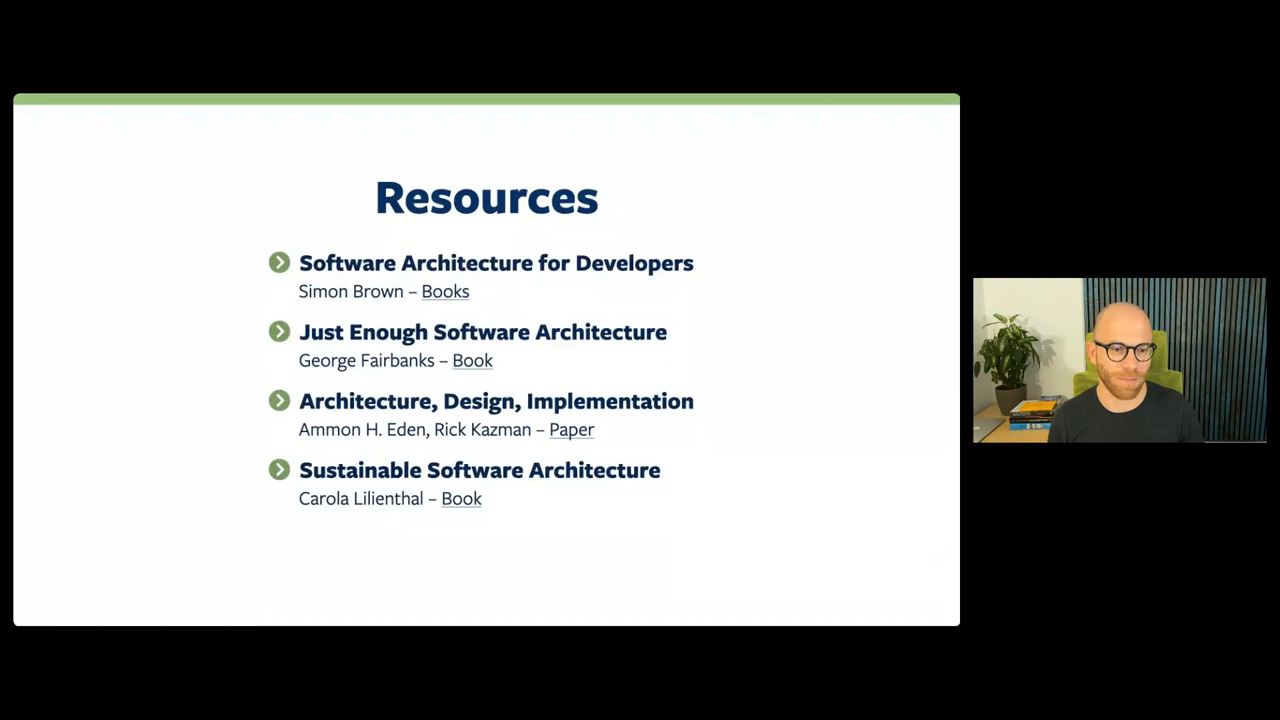 Resources
Software Architecture for Developers
Simon Brown – Books
Just Enough Software Architecture
George Fairbanks – Book
Architecture, Design, Implementation
Ammon H. Eden, Rick Kazman – Paper
Sustainable Software Architecture
Carola Lilienthal – Book